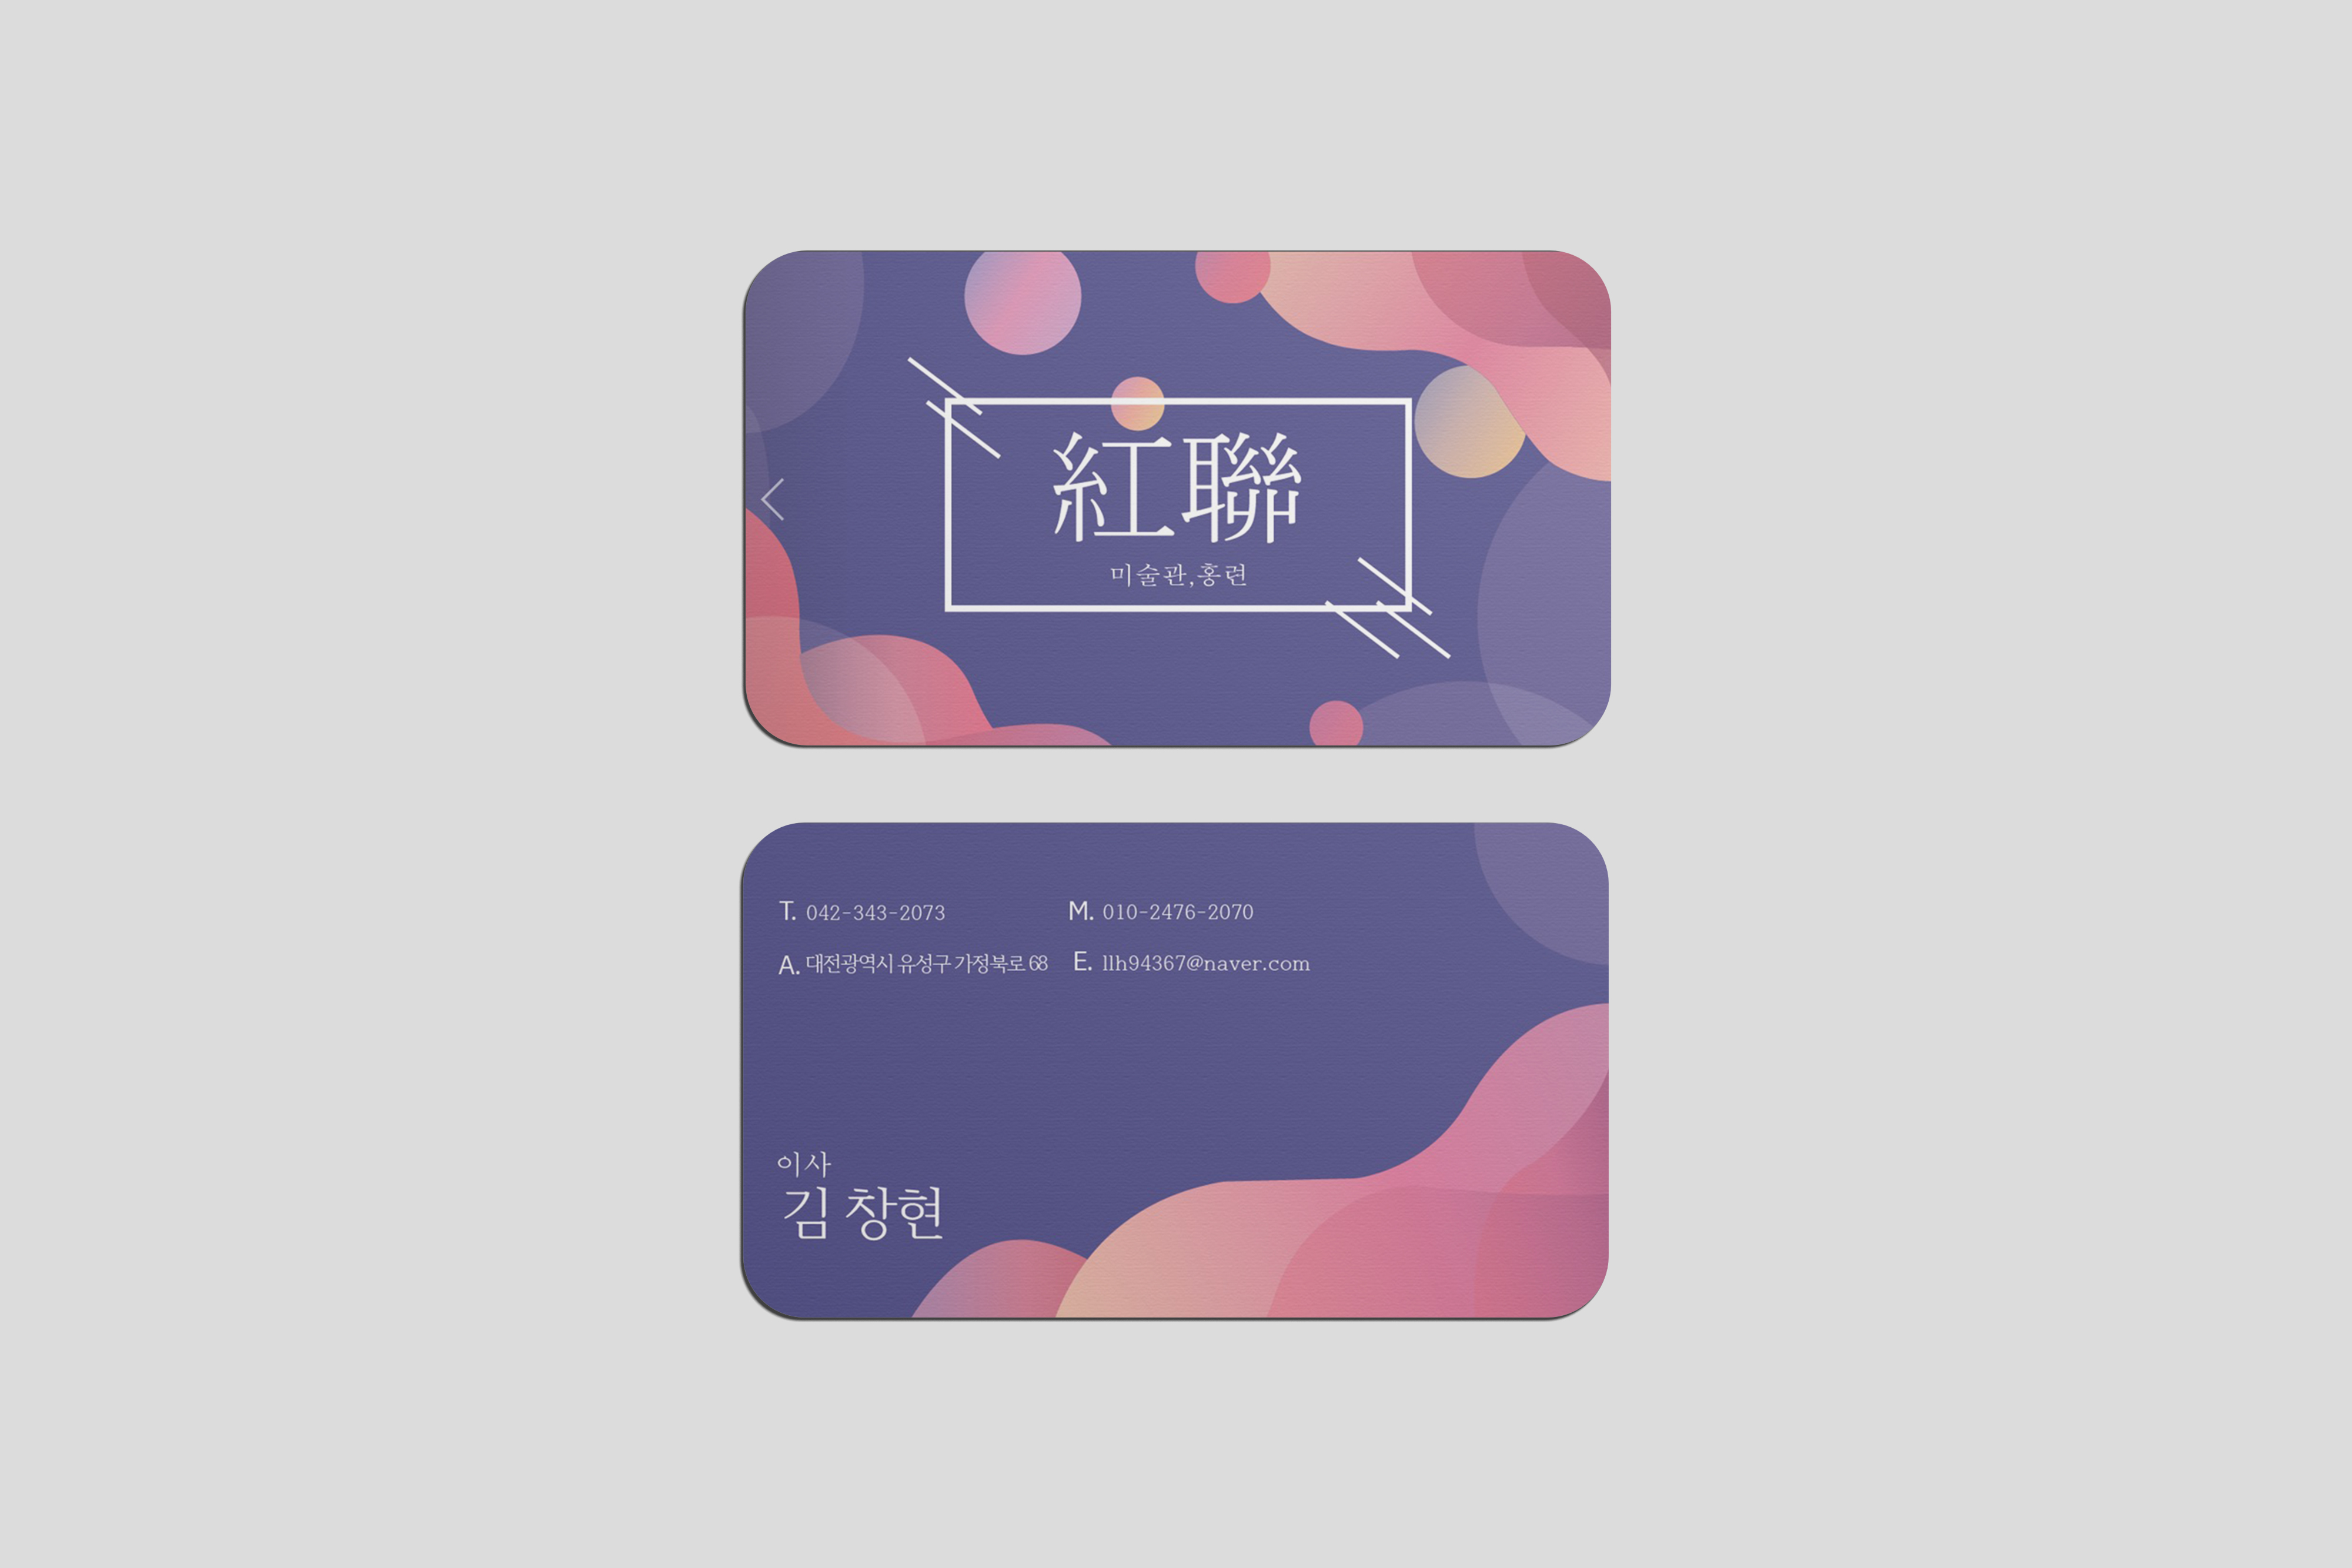 紅聯
미술관,홍련
T. 042-343-2073
M. 010-2476-2070
A. 대전광역시 유성구 가정북로 68
E. llh94367@naver.com
이사
김 창현